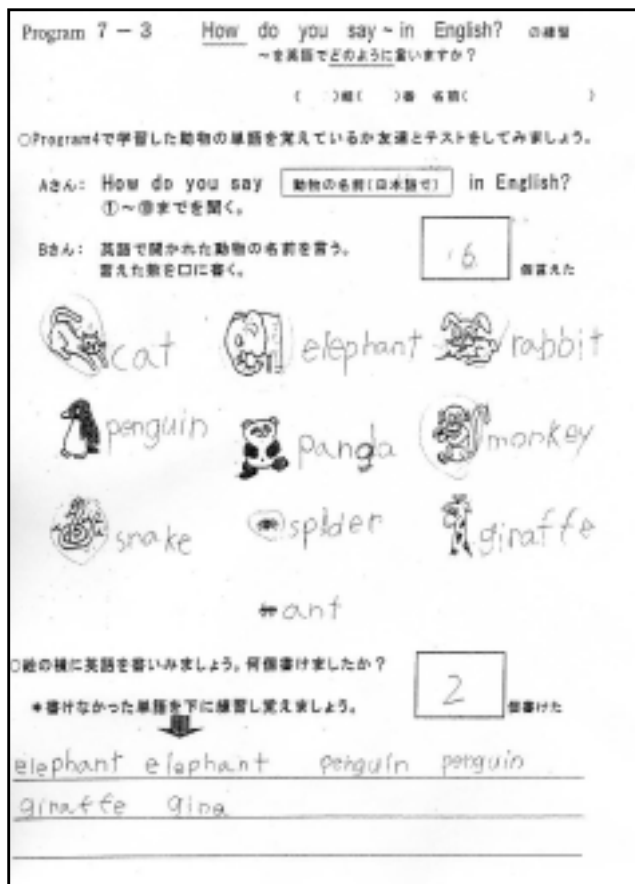 Program 7 － 3 How do you say ~ in English? の練習
～を英語でどのように言いますか？
（　）組（　）番 名前（　　　　）
○Program4で学習した動物の単語を覚えているか友達とテストをしてみましょう。
Aさん： How do you say 動物の名前（日本語で） in English?
①～⑩までを聞く。
Bさん： 英語で聞かれた動物の名前を言う。
言えた数を口に書く。
6 個言えた
cat elephant rabbit
penguin panda monkey
snake spider giraffe
ant
○絵の横に英語を書いみましょう。何個書けましたか？
2 個書けた
＊書けなかった単語を下に練習し覚えましょう。
elephant elephant penguin penguin
giraffe gira